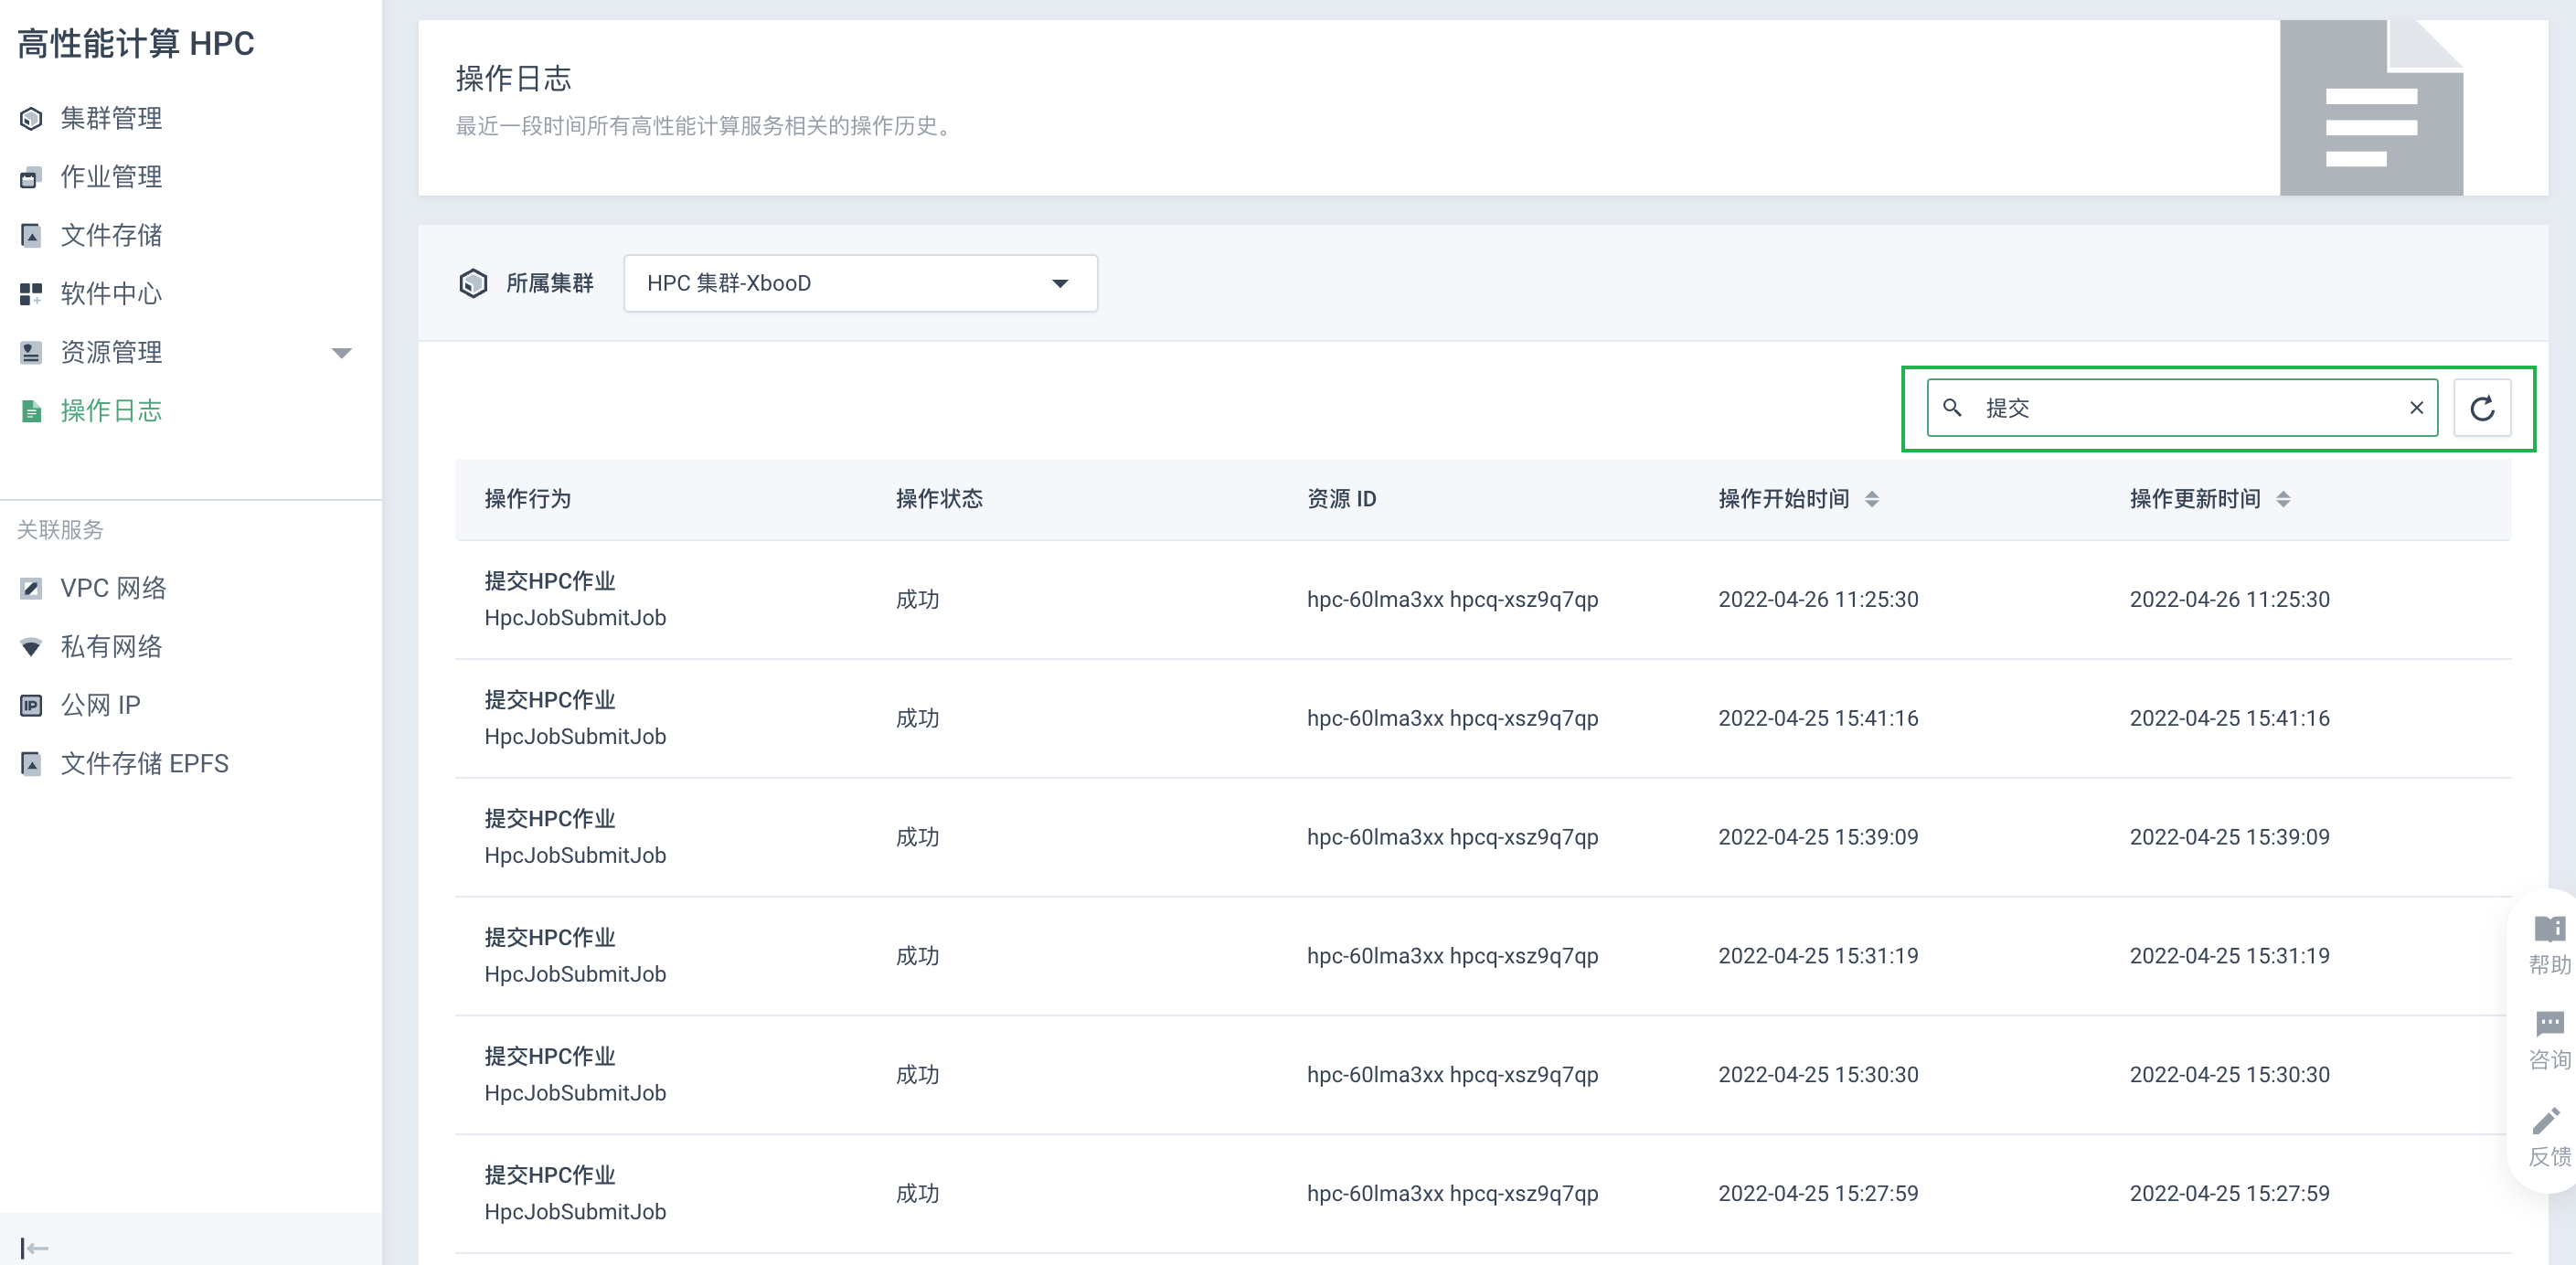 高性能计算 HPC
集群管理
作业管理
文件存储
软件中心
资源管理
操作日志
关联服务
VPC 网络
私有网络
IP 公网 IP
文件存储 EPFS
操作日志
最近一段时间所有高性能计算服务相关的操作历史。
所属集群 HPC 集群-XbooD
提交
操作行为 操作状态 资源 ID 操作开始时间 操作更新时间
提交HPC作业
HpcJobSubmitJob 成功 hpc-60lma3xx hpcq-xsz9q7qp 2022-04-26 11:25:30 2022-04-26 11:25:30
提交HPC作业
HpcJobSubmitJob 成功 hpc-60lma3xx hpcq-xsz9q7qp 2022-04-25 15:41:16 2022-04-25 15:41:16
提交HPC作业
HpcJobSubmitJob 成功 hpc-60lma3xx hpcq-xsz9q7qp 2022-04-25 15:39:09 2022-04-25 15:39:09
提交HPC作业
HpcJobSubmitJob 成功 hpc-60lma3xx hpcq-xsz9q7qp 2022-04-25 15:31:19 2022-04-25 15:31:19
提交HPC作业
HpcJobSubmitJob 成功 hpc-60lma3xx hpcq-xsz9q7qp 2022-04-25 15:30:30 2022-04-25 15:30:30
提交HPC作业
HpcJobSubmitJob 成功 hpc-60lma3xx hpcq-xsz9q7qp 2022-04-25 15:27:59 2022-04-25 15:27:59
帮助
咨询
反馈